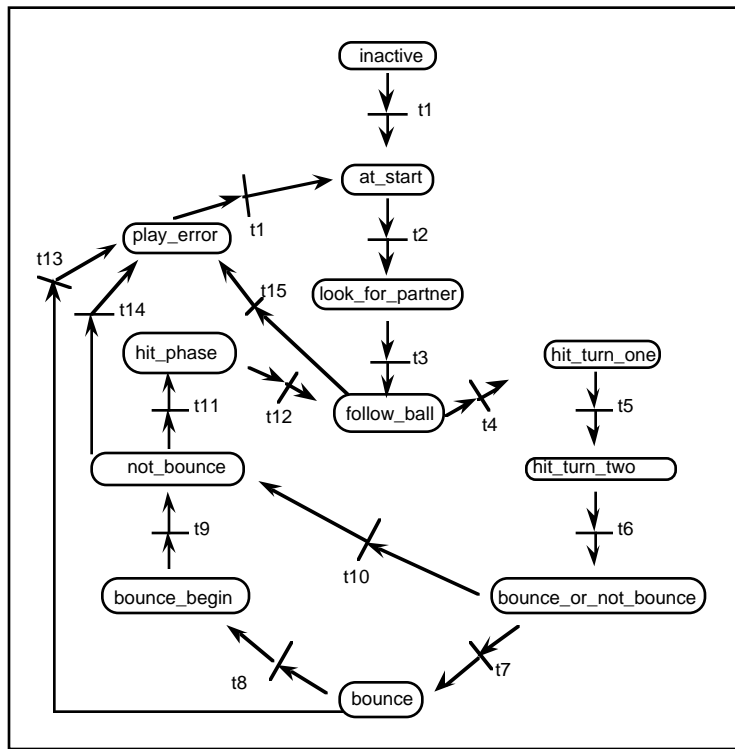 inactive
t1
at_start
t1
play_error
t2
t13
look_for_partner
t15
t14
hit_phase
hit_turn_one
t3
t11
t12
follow_ball
t4
t5
not_bounce
hit_turn_two
t9
t6
t10
bounce_begin
bounce_or_not_bounce
t7
t8
bounce